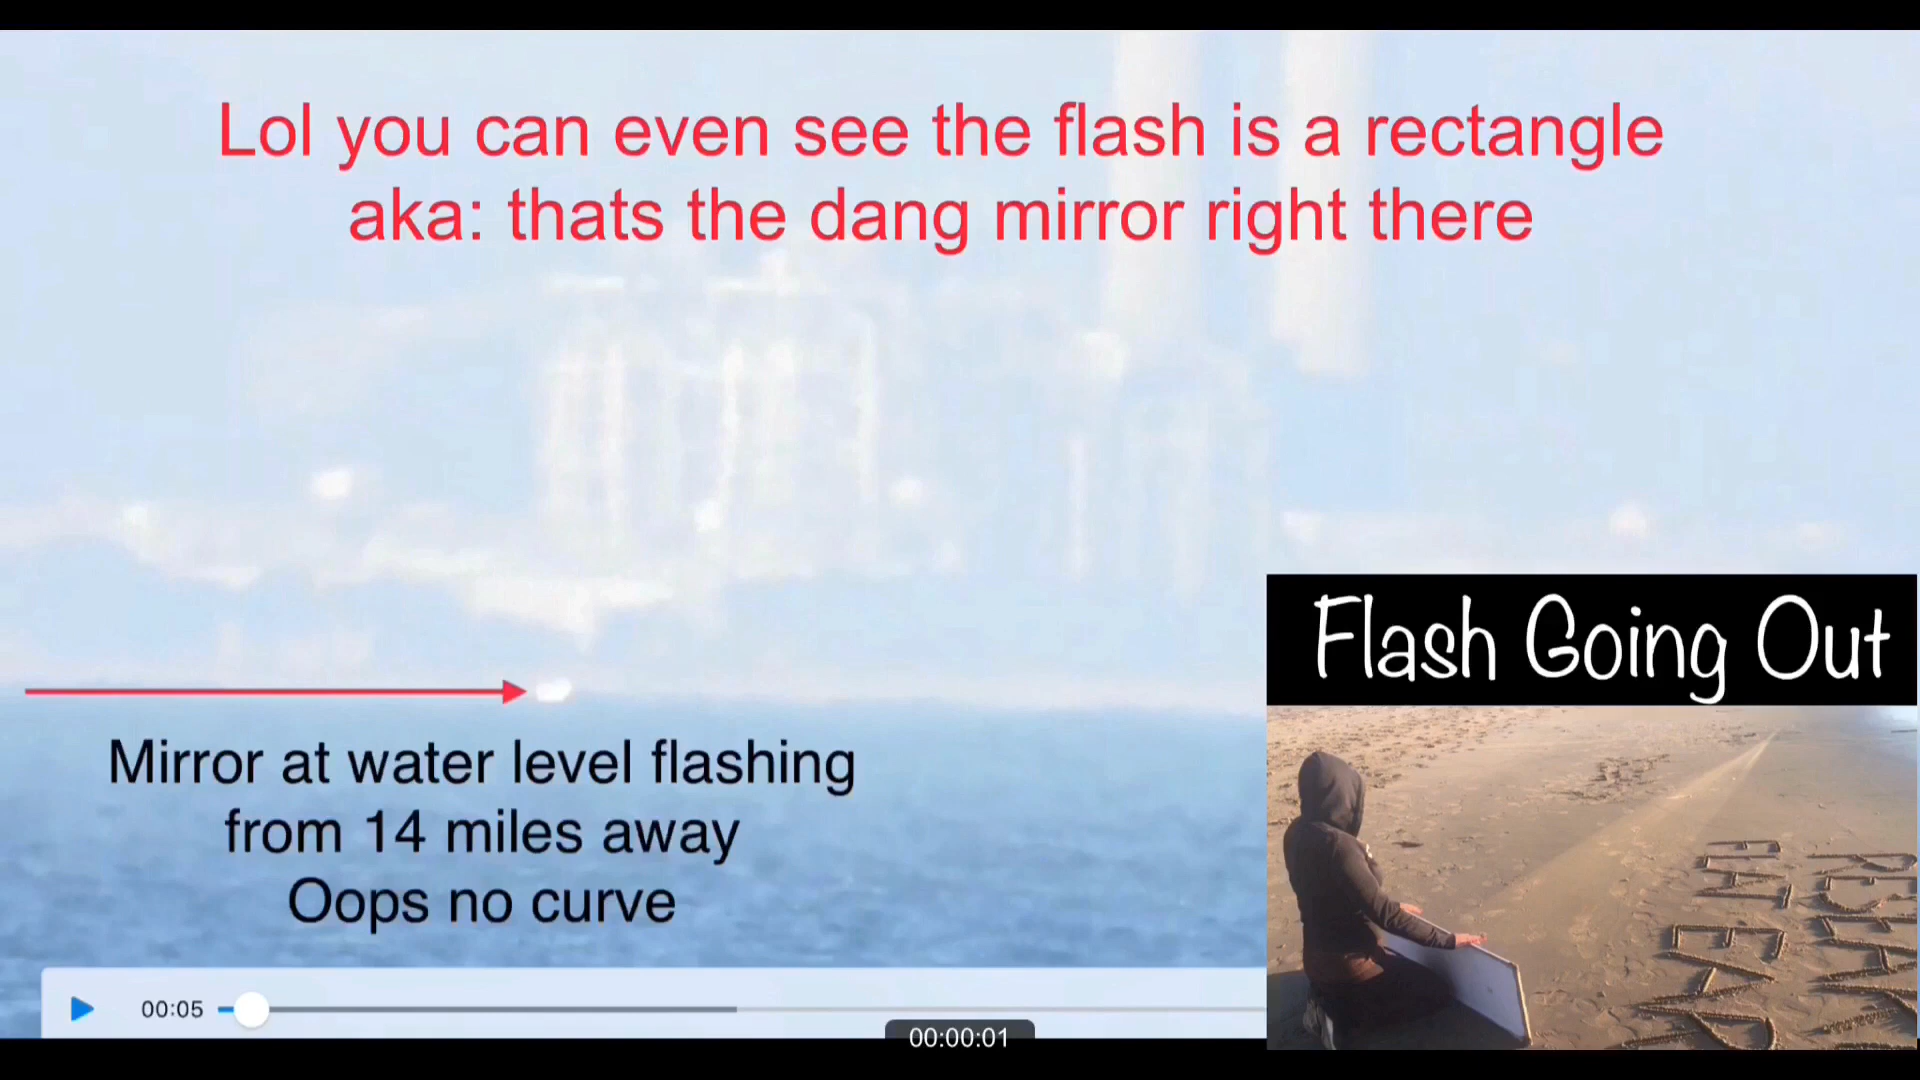 Lol you can even see the flash is a rectangle
aka: thats the dang mirror right there
Flash Going Out
Mirror at water level flashing
from 14 miles away
Oops no curve
00:05
00:00:01